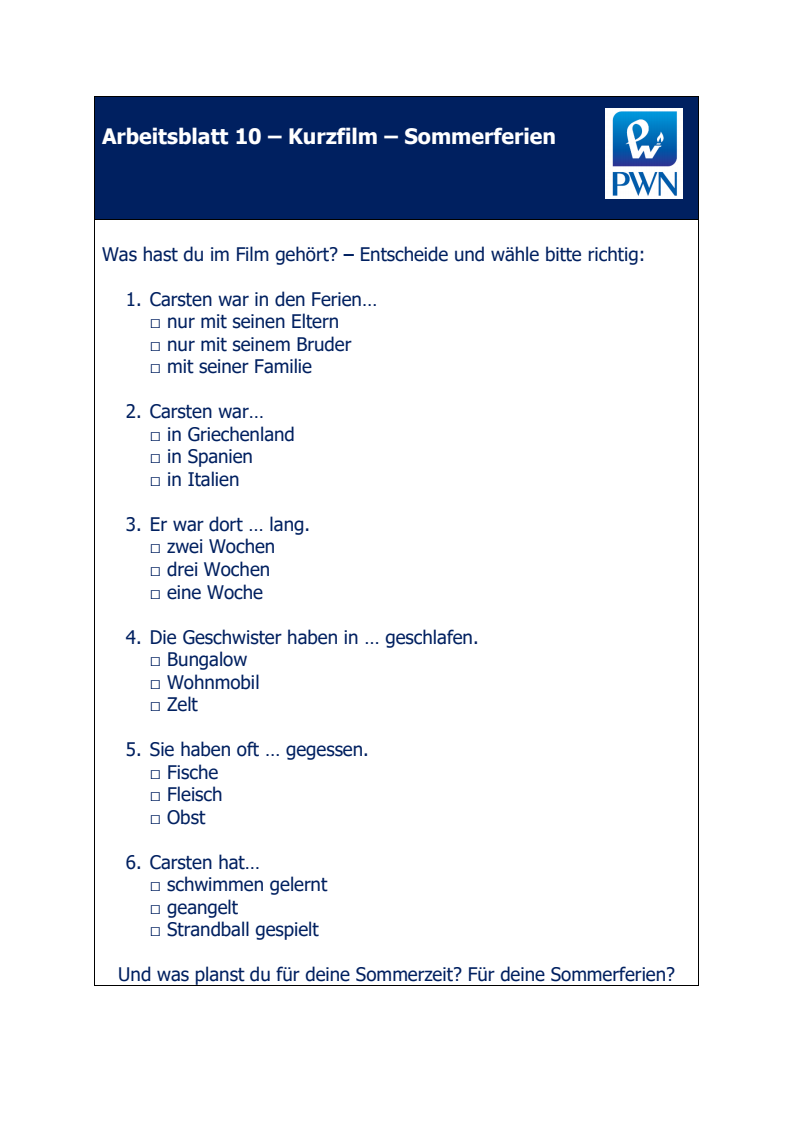 Arbeitsblatt 10 – Kurzfilm – Sommerferien
PWN
Was hast du im Film gehört? – Entscheide und wähle bitte richtig:
1. Carsten war in den Ferien…
□ nur mit seinen Eltern
□ nur mit seinem Bruder
□ mit seiner Familie
2. Carsten war…
□ in Griechenland
□ in Spanien
□ in Italien
3. Er war dort … lang.
□ zwei Wochen
□ drei Wochen
□ eine Woche
4. Die Geschwister haben in … geschlafen.
□ Bungalow
□ Wohnmobil
□ Zelt
5. Sie haben oft … gegessen.
□ Fische
□ Fleisch
□ Obst
6. Carsten hat…
□ schwimmen gelernt
□ geangelt
□ Strandball gespielt
Und was planst du für deine Sommerzeit? Für deine Sommerferien?